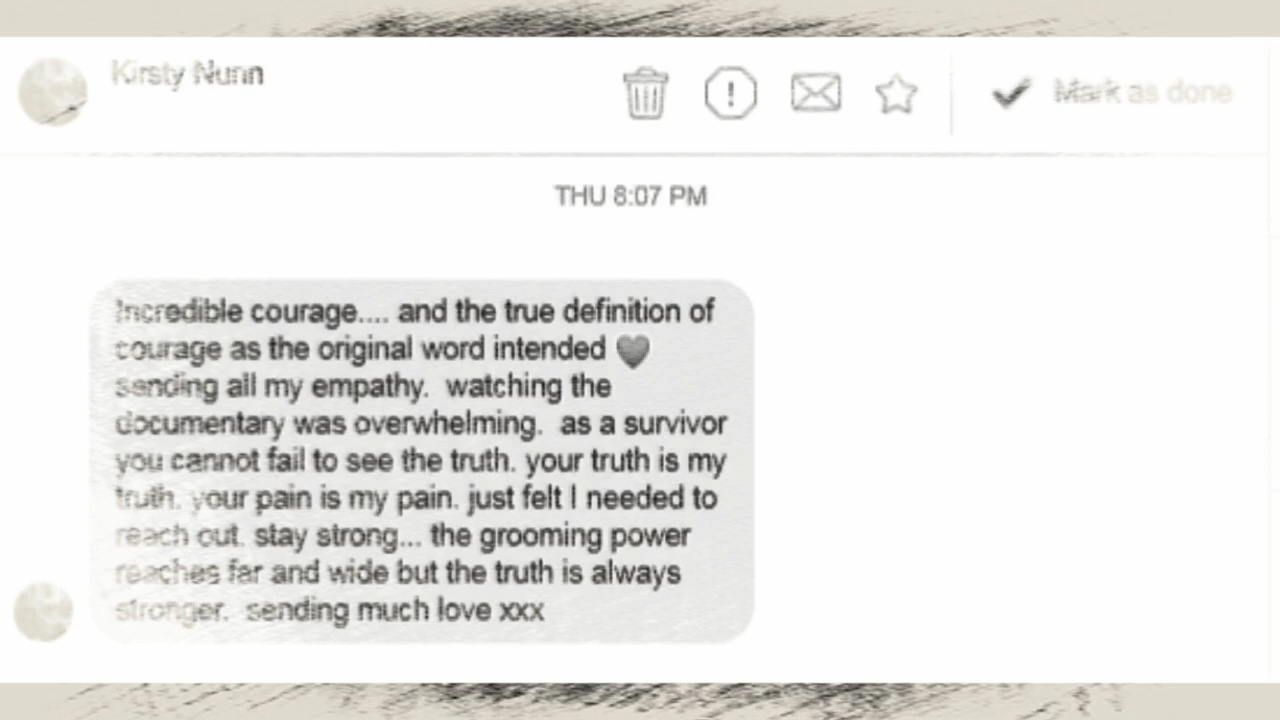 Kirsty Nunn
Mark as done
THU 8:07 PM
Incredible courage.... and the true definition of
courage as the original word intended 🖤
sending all my empathy.  watching the
documentary was overwhelming.  as a survivor
you cannot fail to see the truth. your truth is my
truth. your pain is my pain. just felt I needed to
reach out. stay strong... the grooming power
reaches far and wide but the truth is always
stronger.  sending much love xxx